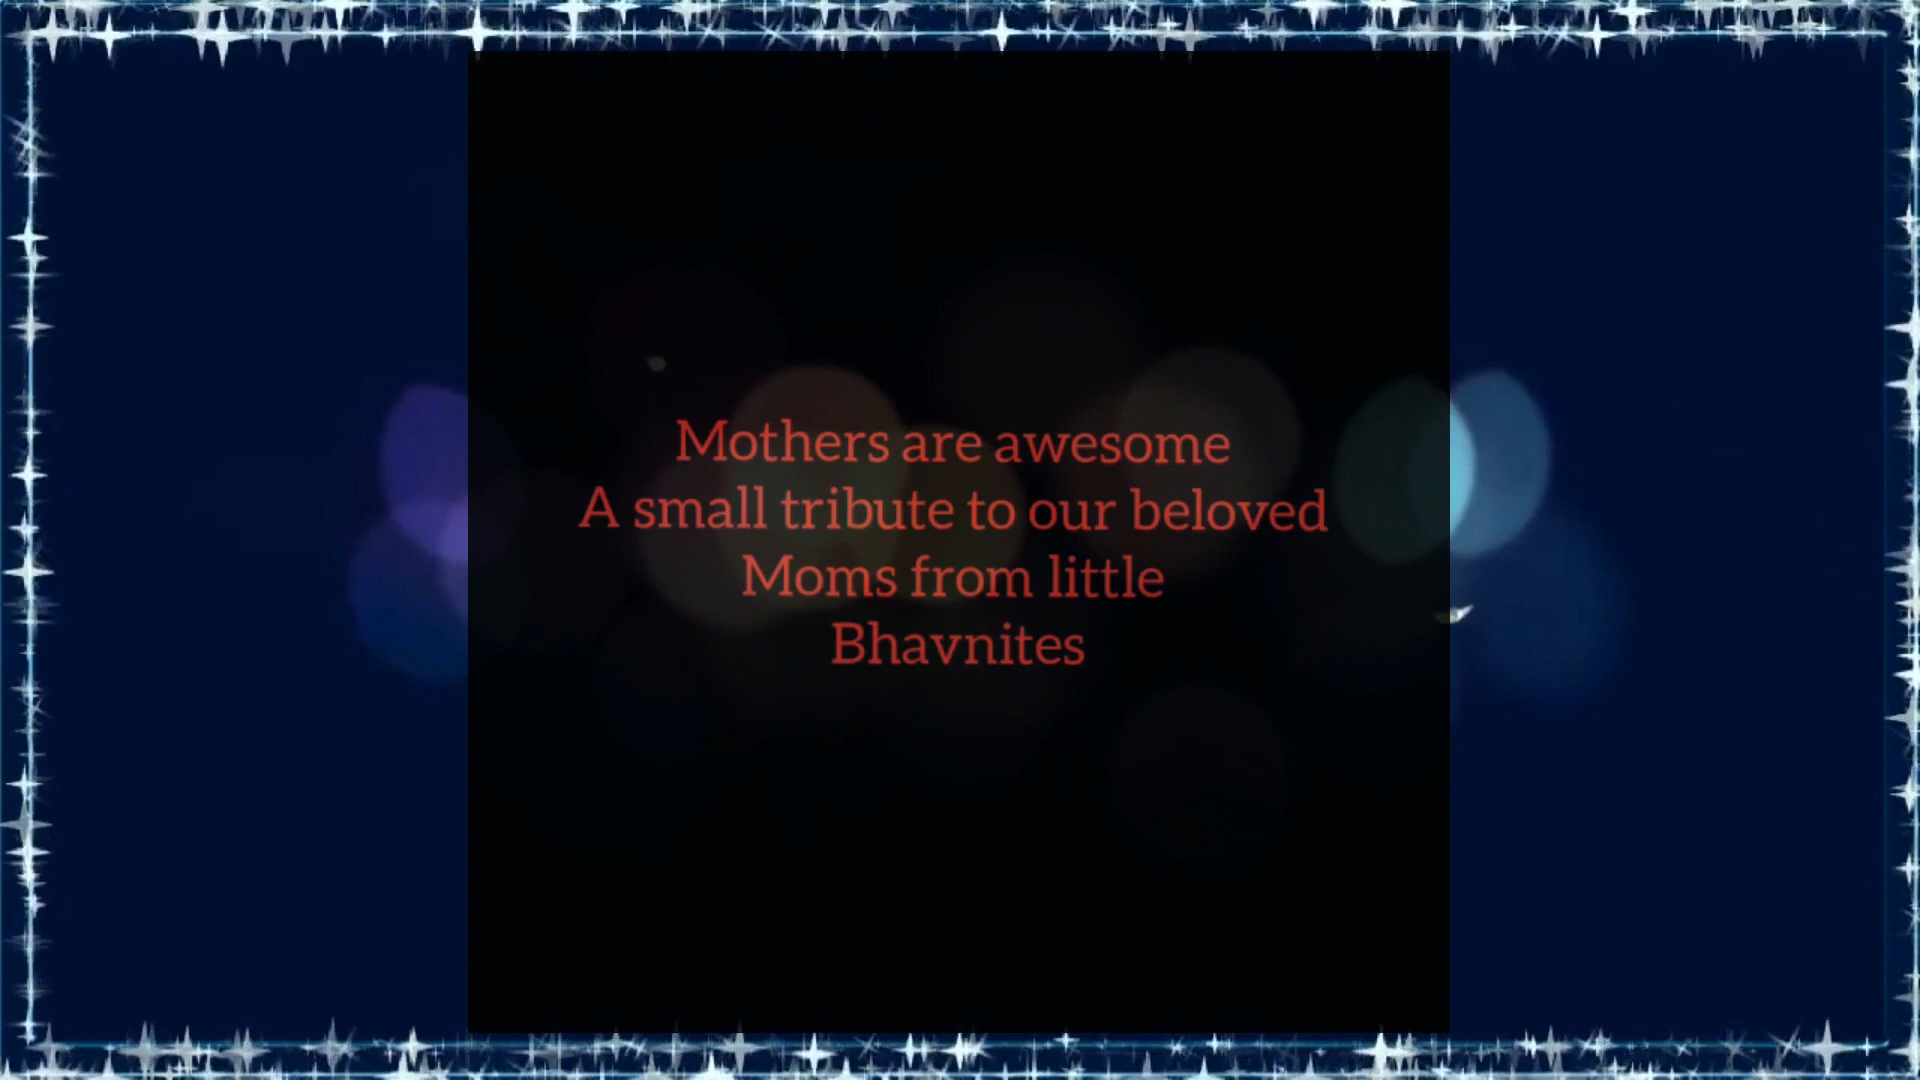 Mothers are awesome
A small tribute to our beloved
Moms from little
Bhavnites